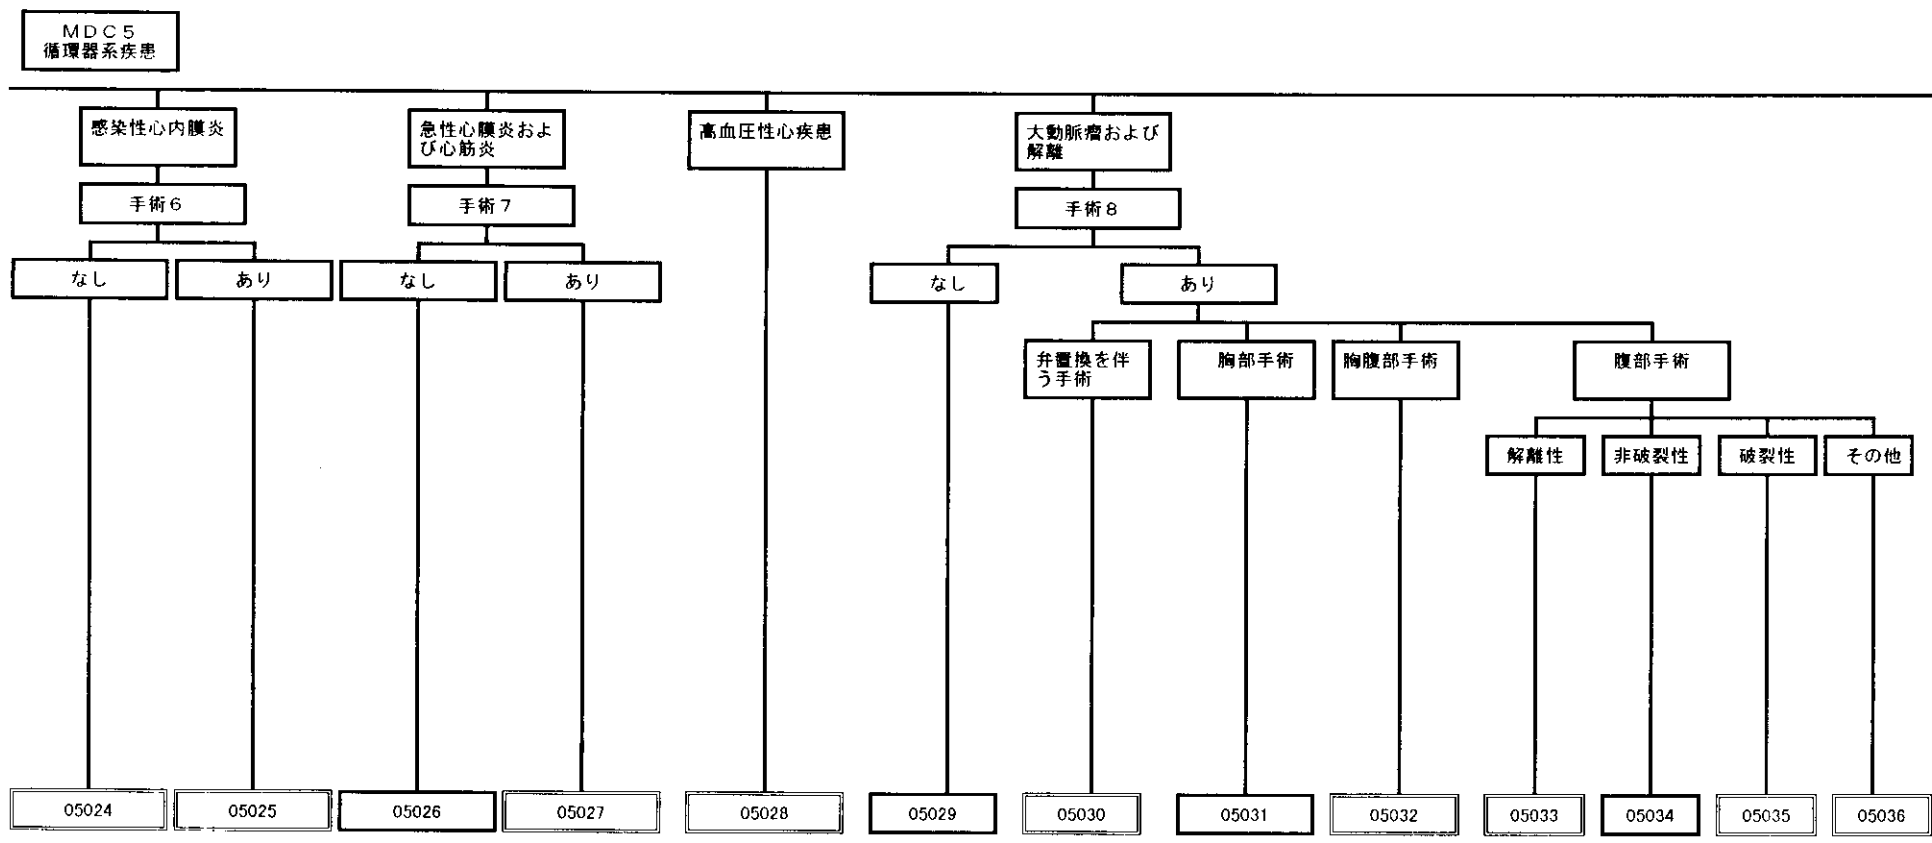 ＭＤＣ５
循環器系疾患
感染性心内膜炎
急性心膜炎およ
び心筋炎
高血圧性心疾患
大動脈瘤および
解離
手術６
手術７
手術８
なし
あり
なし
あり
なし
あり
弁置換を伴
う手術
胸部手術
胸腹部手術
腹部手術
解離性
非破裂性
破裂性
その他
05024
05025
05026
05027
05028
05029
05030
05031
05032
05033
05034
05035
05036